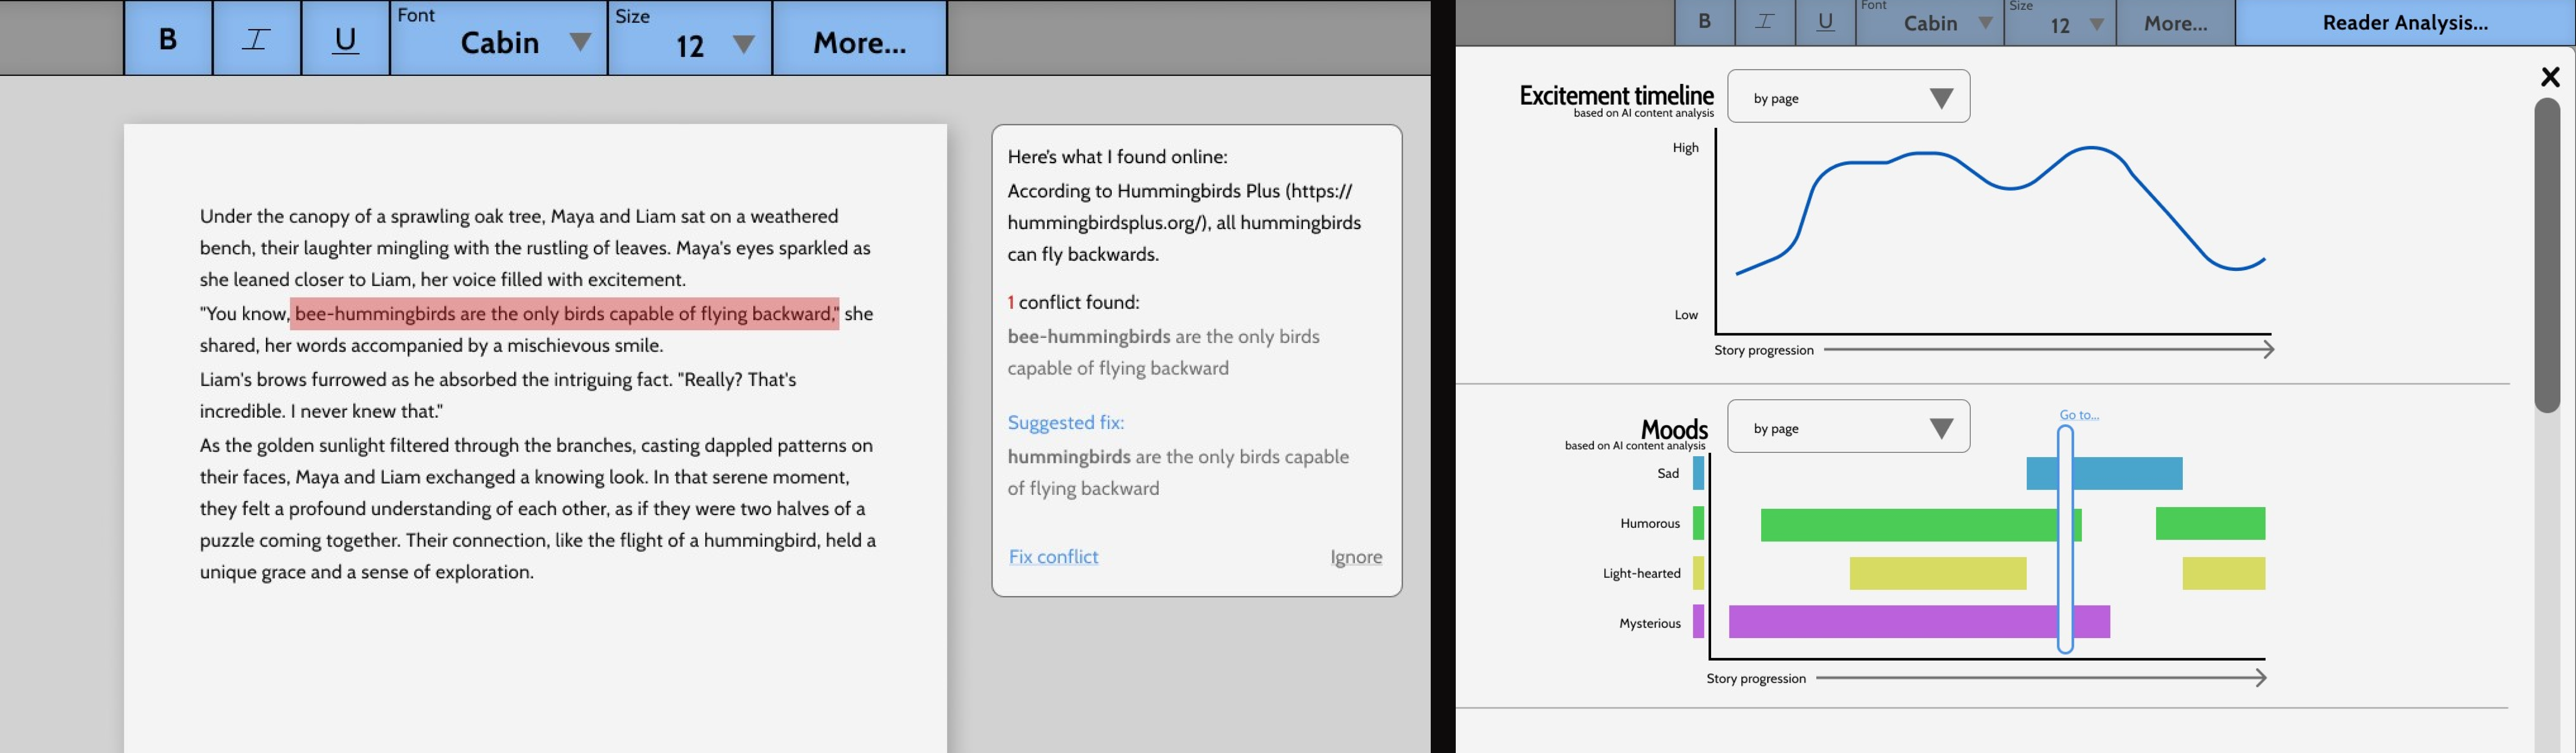 B I U Font Cabin Size 12 More...
Under the canopy of a sprawling oak tree, Maya and Liam sat on a weathered
bench, their laughter mingling with the rustling of leaves. Maya's eyes sparkled as
she leaned closer to Liam, her voice filled with excitement.
"You know, bee-hummingbirds are the only birds capable of flying backward," she
shared, her words accompanied by a mischievous smile.
Liam's brows furrowed as he absorbed the intriguing fact. "Really? That's
incredible. I never knew that."
As the golden sunlight filtered through the branches, casting dappled patterns on
their faces, Maya and Liam exchanged a knowing look. In that serene moment,
they felt a profound understanding of each other, as if they were two halves of a
puzzle coming together. Their connection, like the flight of a hummingbird, held a
unique grace and a sense of exploration.
Here's what I found online:
According to Hummingbirds Plus (https://
hummingbirdsplus.org/), all hummingbirds
can fly backwards.
1 conflict found:
bee-hummingbirds are the only birds
capable of flying backward
Suggested fix:
hummingbirds are the only birds capable
of flying backward
Fix conflict Ignore
B I U Font Cabin Size 12 More... Reader Analysis...
X
Excitement timeline
based on AI content analysis
by page
High
Low
Story progression
Moods
based on AI content analysis
by page
Go to...
Sad
Humorous
Light-hearted
Mysterious
Story progression